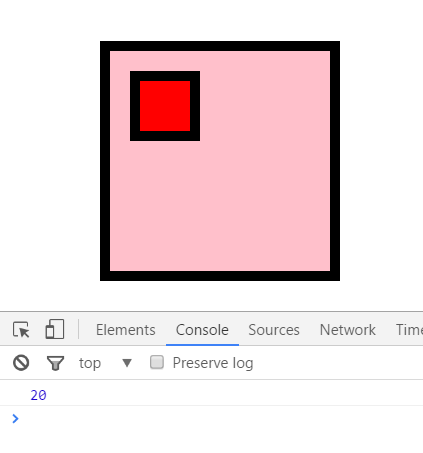 Elements Console Sources Network Time
top Preserve log
20